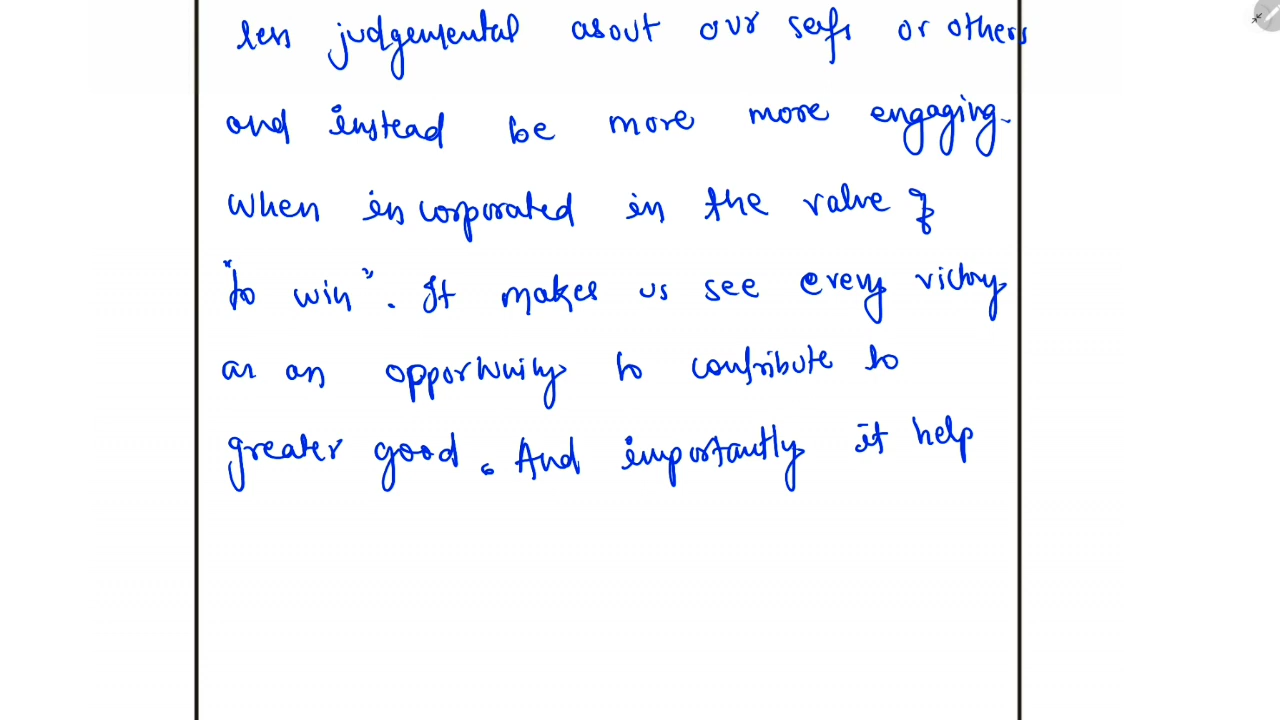 less judgemental about our selfs or others
and instead be more more engaging.
When incorporated in the value of
"to win". It makes us see every victory
as an opportunity to contribute to
greater good. And importantly it help